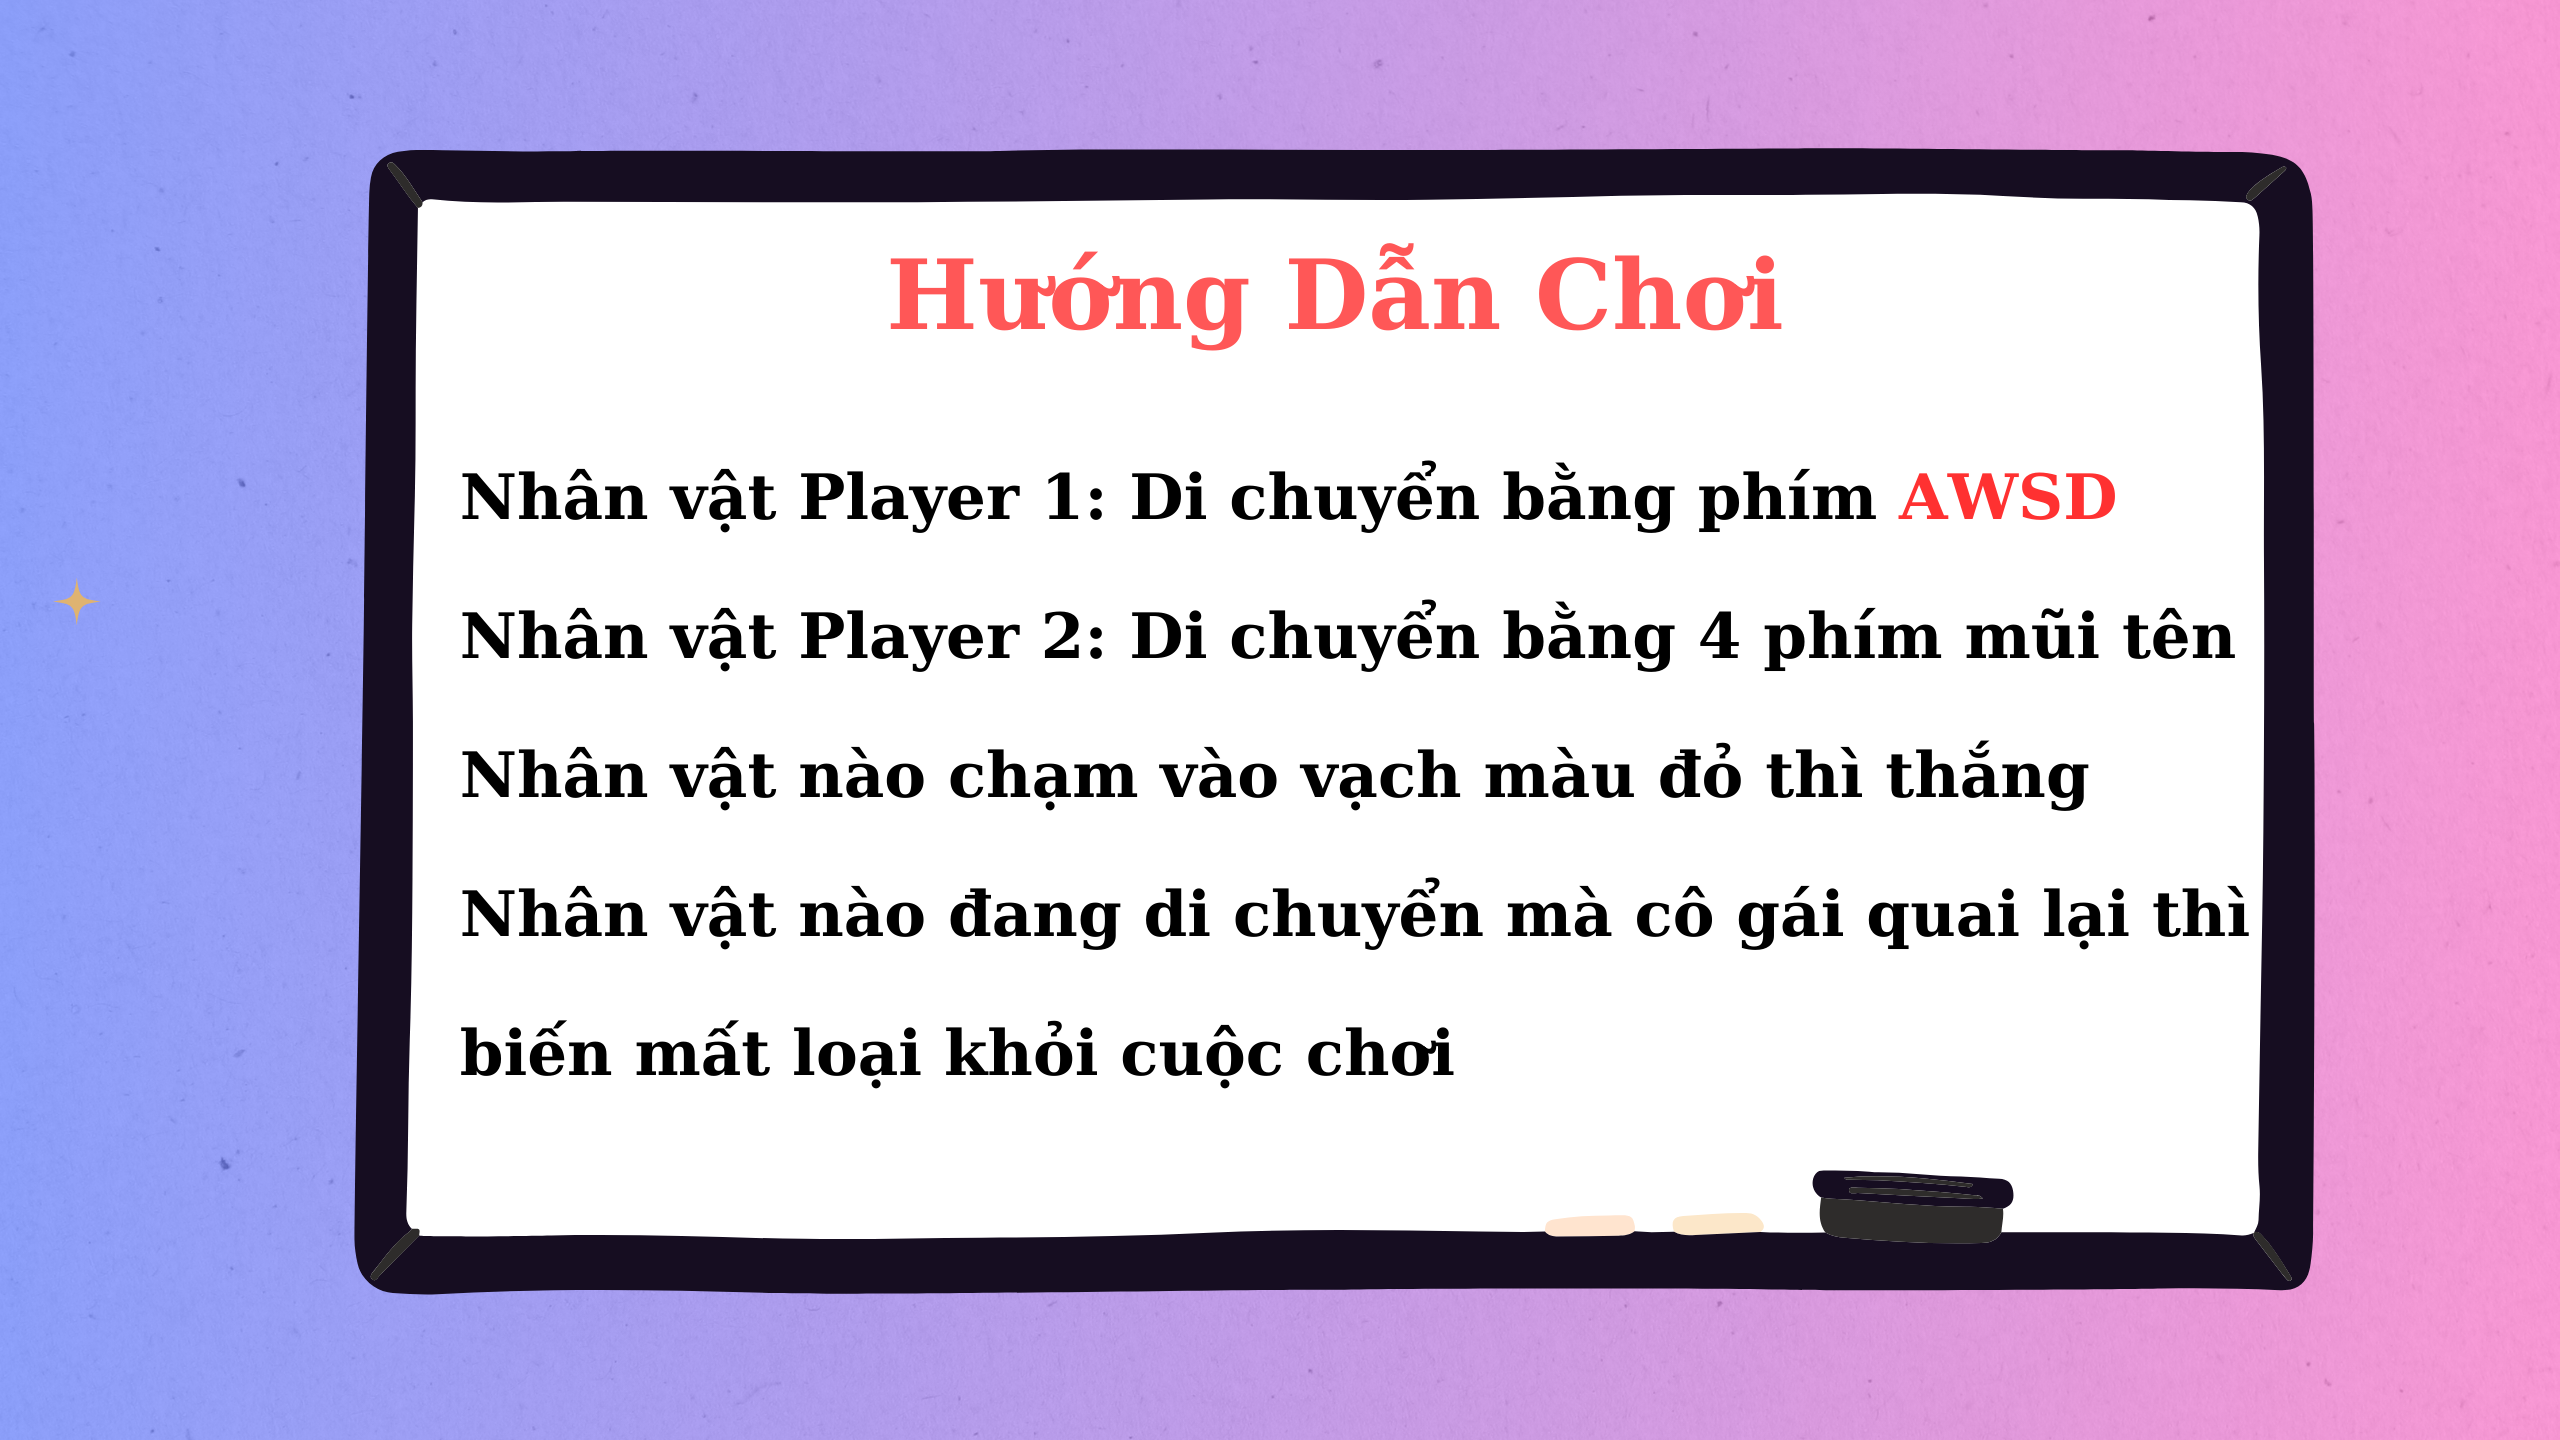 Hướng Dẫn Chơi
Nhân vật Player 1: Di chuyển bằng phím AWSD
Nhân vật Player 2: Di chuyển bằng 4 phím mũi tên
Nhân vật nào chạm vào vạch màu đỏ thì thắng
Nhân vật nào đang di chuyển mà cô gái quai lại thì
biến mất loại khỏi cuộc chơi